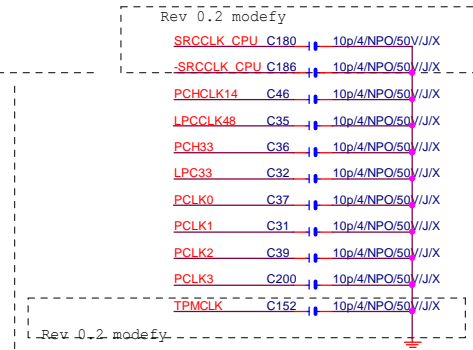 Rev 0.2 modefy
SRCCLK_CPU C180 10p/4/NPO/50V/J/X
-SRCCLK_CPU C186 10p/4/NPO/50V/J/X
PCHCLK14 C46 10p/4/NPO/50V/J/X
LPCCLK48 C35 10p/4/NPO/50V/J/X
PCH33 C36 10p/4/NPO/50V/J/X
LPC33 C32 10p/4/NPO/50V/J/X
PCLK0 C37 10p/4/NPO/50V/J/X
PCLK1 C31 10p/4/NPO/50V/J/X
PCLK2 C39 10p/4/NPO/50V/J/X
PCLK3 C200 10p/4/NPO/50V/J/X
TPMCLK C152 10p/4/NPO/50V/J/X
Rev 0.2 modefy